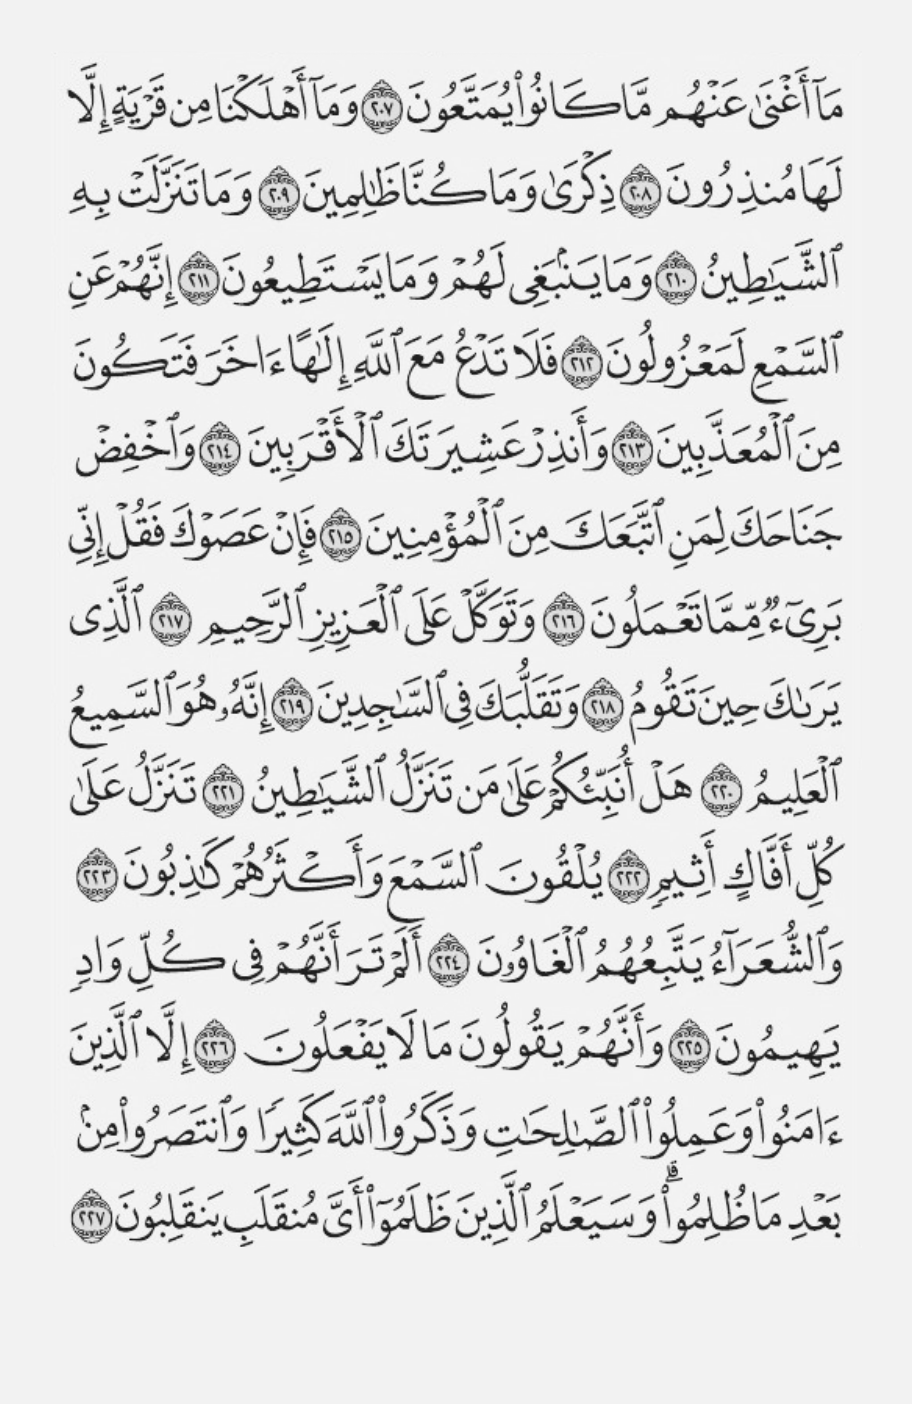 مَآ أَغْنَىٰ عَنْهُم مَّا كَانُوا۟ يُمَتَّعُونَ ٢٠٧ وَمَآ أَهْلَكْنَا مِن قَرْيَةٍ إِلَّا
لَهَا مُنذِرُونَ ٢٠٨ ذِكْرَىٰ وَمَا كُنَّا ظَٰلِمِينَ ٢٠٩ وَمَا تَنَزَّلَتْ بِهِ
ٱلشَّيَٰطِينُ ٢١٠ وَمَا يَنۢبَغِى لَهُمْ وَمَا يَسْتَطِيعُونَ ٢١١ إِنَّهُمْ عَنِ
ٱلسَّمْعِ لَمَعْزُولُونَ ٢١٢ فَلَا تَدْعُ مَعَ ٱللَّهِ إِلَٰهًا ءَاخَرَ فَتَكُونَ
مِنَ ٱلْمُعَذَّبِينَ ٢١٣ وَأَنذِرْ عَشِيرَتَكَ ٱلْأَقْرَبِينَ ٢١٤ وَٱخْفِضْ
جَنَاحَكَ لِمَنِ ٱتَّبَعَكَ مِنَ ٱلْمُؤْمِنِينَ ٢١٥ فَإِنْ عَصَوْكَ فَقُلْ إِنِّى
بَرِىٓءٌ مِّمَّا تَعْمَلُونَ ٢١٦ وَتَوَكَّلْ عَلَى ٱلْعَزِيزِ ٱلرَّحِيمِ ٢١٧ ٱلَّذِى
يَرَىٰكَ حِينَ تَقُومُ ٢١٨ وَتَقَلُّبَكَ فِى ٱلسَّٰجِدِينَ ٢١٩ إِنَّهُۥ هُوَ ٱلسَّمِيعُ
ٱلْعَلِيمُ ٢٢٠ هَلْ أُنَبِّئُكُمْ عَلَىٰ مَن تَنَزَّلُ ٱلشَّيَٰطِينُ ٢٢١ تَنَزَّلُ عَلَىٰ
كُلِّ أَفَّاكٍ أَثِيمٍ ٢٢٢ يُلْقُونَ ٱلسَّمْعَ وَأَكْثَرُهُمْ كَٰذِبُونَ ٢٢٣
وَٱلشُّعَرَآءُ يَتَّبِعُهُمُ ٱلْغَاوُۥنَ ٢٢٤ أَلَمْ تَرَ أَنَّهُمْ فِى كُلِّ وَادٍ
يَهِيمُونَ ٢٢٥ وَأَنَّهُمْ يَقُولُونَ مَا لَا يَفْعَلُونَ ٢٢٦ إِلَّا ٱلَّذِينَ
ءَامَنُوا۟ وَعَمِلُوا۟ ٱلصَّٰلِحَٰتِ وَذَكَرُوا۟ ٱللَّهَ كَثِيرًا وَٱنتَصَرُوا۟ مِنۢ
بَعْدِ مَا ظُلِمُوا۟ ۗ وَسَيَعْلَمُ ٱلَّذِينَ ظَلَمُوٓا۟ أَىَّ مُنقَلَبٍ يَنقَلِبُونَ ٢٢٧